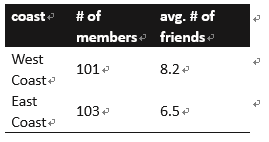 coast # of members avg. # of friends
West Coast 101 8.2
East Coast 103 6.5